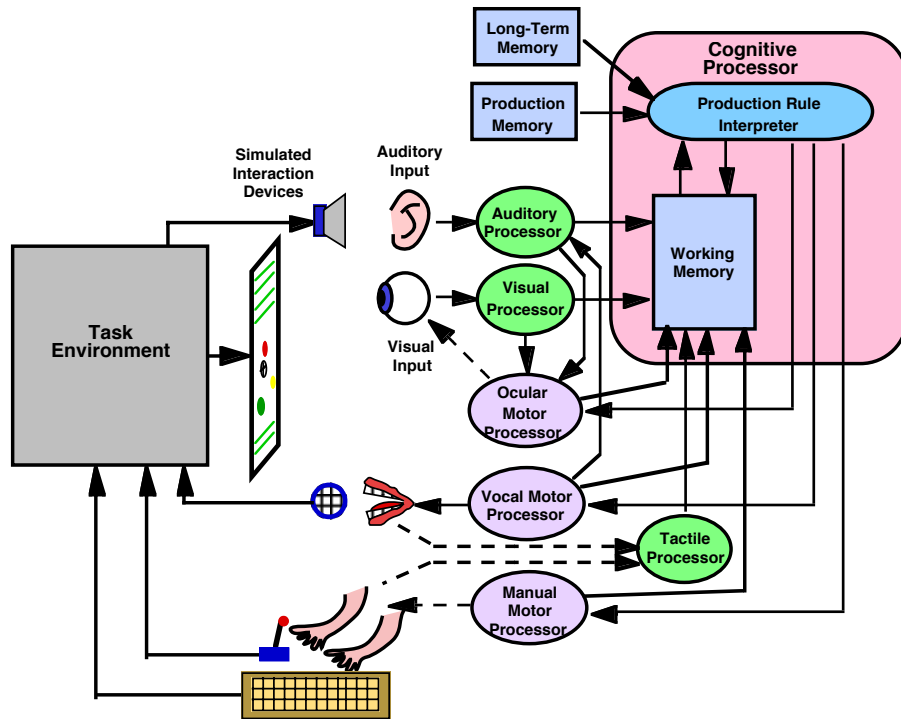 Long-Term
Memory
Cognitive
Processor
Production
Memory
Production Rule
Interpreter
Simulated
Interaction
Devices
Auditory
Input
Auditory
Processor
Working
Memory
Visual
Processor
Task
Environment
Visual
Input
Ocular
Motor
Processor
Vocal Motor
Processor
Tactile
Processor
Manual
Motor
Processor